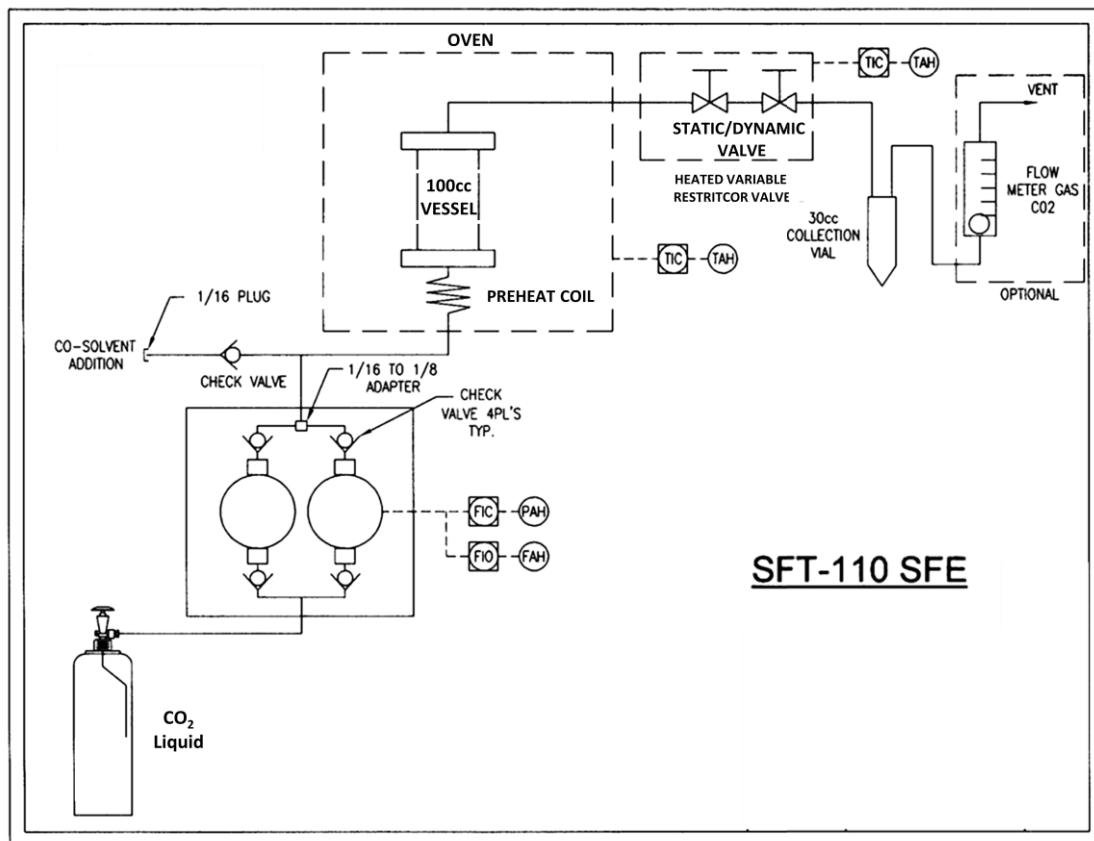 OVEN
TIC
TAH
VENT
STATIC/DYNAMIC
VALVE
FLOW
METER GAS
CO2
100cc
VESSEL
HEATED VARIABLE
RESTRITCOR VALVE
30cc
COLLECTION
VIAL
TIC
TAH
OPTIONAL
PREHEAT COIL
1/16 PLUG
CO-SOLVENT
ADDITION
CHECK VALVE
1/16 TO 1/8
ADAPTER
CHECK
VALVE 4PL'S
TYP.
FIC
PAH
FIO
FAH
SFT-110 SFE
CO₂
Liquid